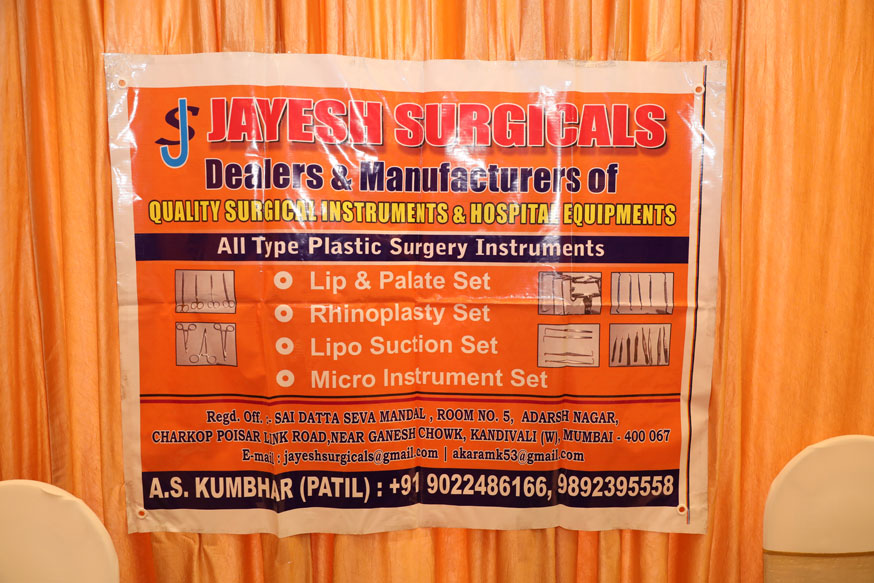 SJ JAYESH SURGICALS
Dealers & Manufacturers of
QUALITY SURGICAL INSTRUMENTS & HOSPITAL EQUIPMENTS
All Type Plastic Surgery Instruments
Lip & Palate Set
Rhinoplasty Set
Lipo Suction Set
Micro Instrument Set
Regd. Off. :- SAI DATTA SEVA MANDAL , ROOM NO. 5, ADARSH NAGAR,
CHARKOP POISAR LINK ROAD,NEAR GANESH CHOWK, KANDIVALI (W), MUMBAI - 400 067
E-mail : jayeshsurgicals@gmail.com | akaramk53@gmail.com
A.S. KUMBHAR (PATIL) : +91 9022486166, 9892395558